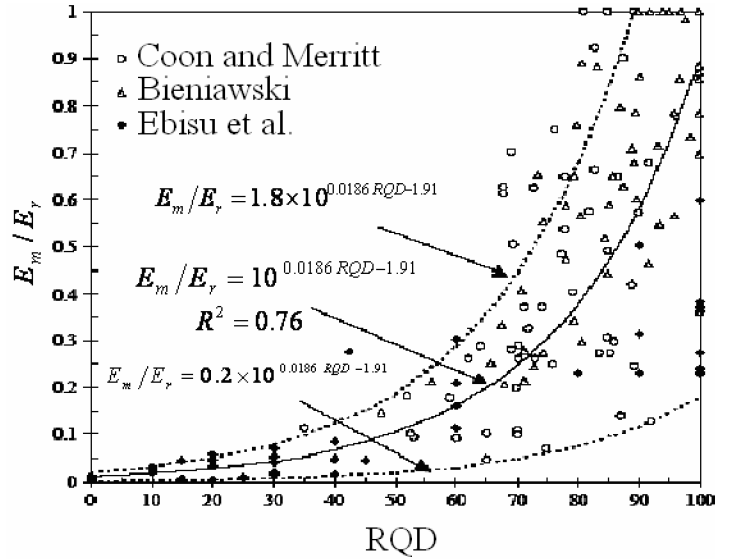 1
0.9
0.8
0.7
0.6
0.5
0.4
0.3
0.2
0.1
0
E_m / E_r
Coon and Merritt
Bieniawski
Ebisu et al.
E_m/E_r = 1.8×10^0.0186 RQD−1.91
E_m/E_r = 10^0.0186 RQD−1.91
R² = 0.76
E_m/E_r = 0.2×10^0.0186 RQD −1.91
0 10 20 30 40 50 60 70 80 90 100
RQD